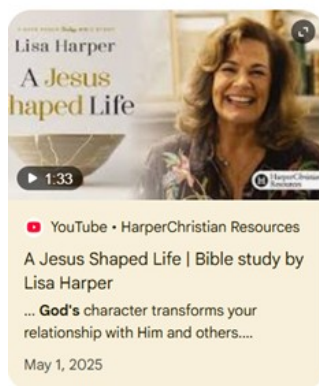 Lisa Harper
A Jesus
haped Life
1:33
HarperChristian
Resources
YouTube • HarperChristian Resources
A Jesus Shaped Life | Bible study by
Lisa Harper
... God's character transforms your
relationship with Him and others....
May 1, 2025